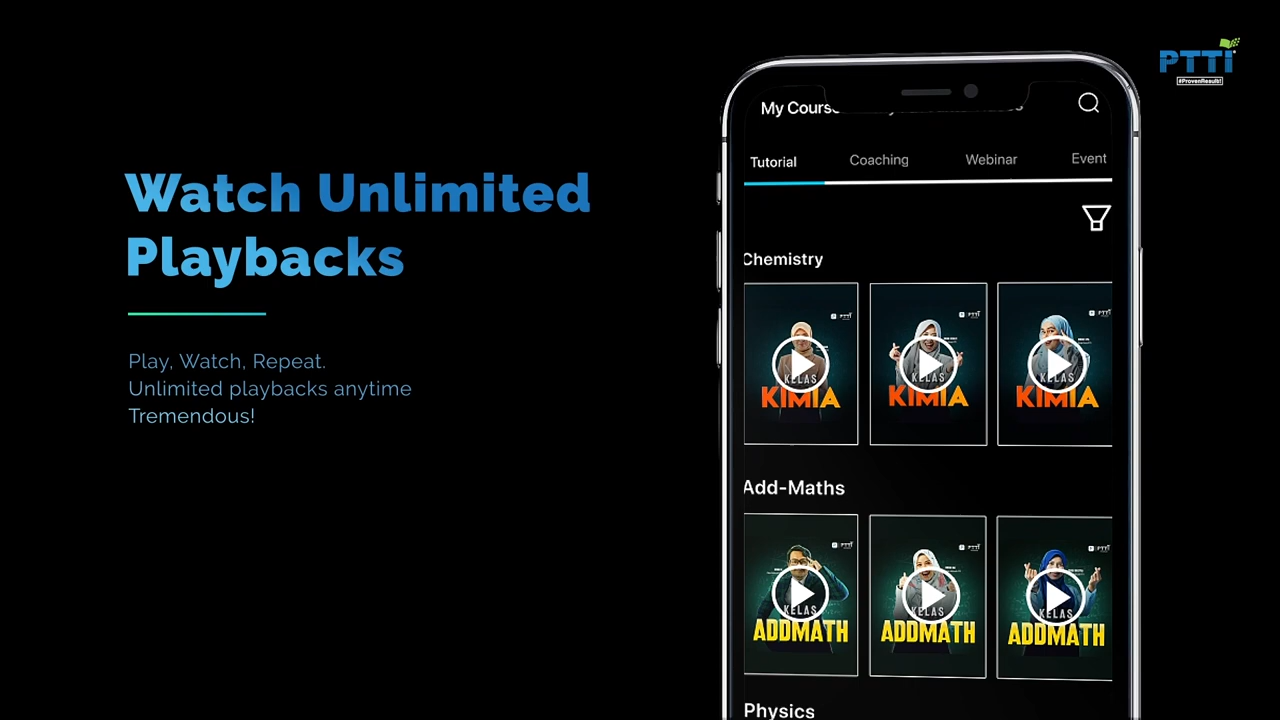 PTTI
#ProvenResult!
Watch Unlimited
Playbacks
Play, Watch, Repeat.
Unlimited playbacks anytime
Tremendous!
My Course
Tutorial Coaching Webinar Event
Chemistry
KELAS KELAS KELAS
KIMIA KIMIA KIMIA
Add-Maths
KELAS KELAS KELAS
ADDMATH ADDMATH ADDMATH
Physics